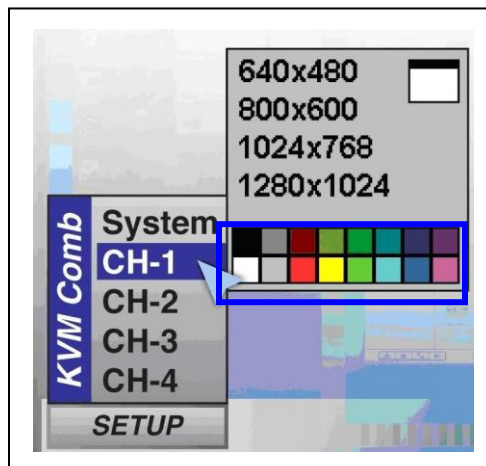 640x480
800x600
1024x768
1280x1024
KVM Comb
System
CH-1
CH-2
CH-3
CH-4
SETUP